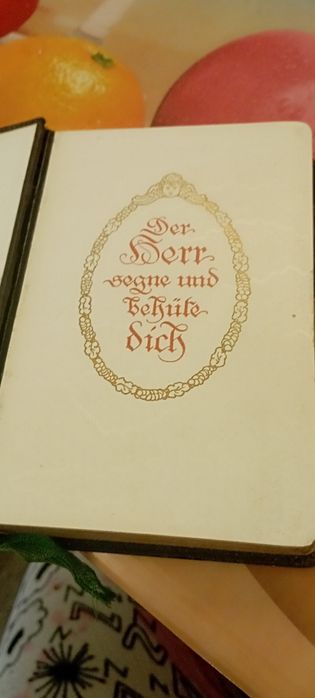 Der
Herr
segne und
behüte
dich